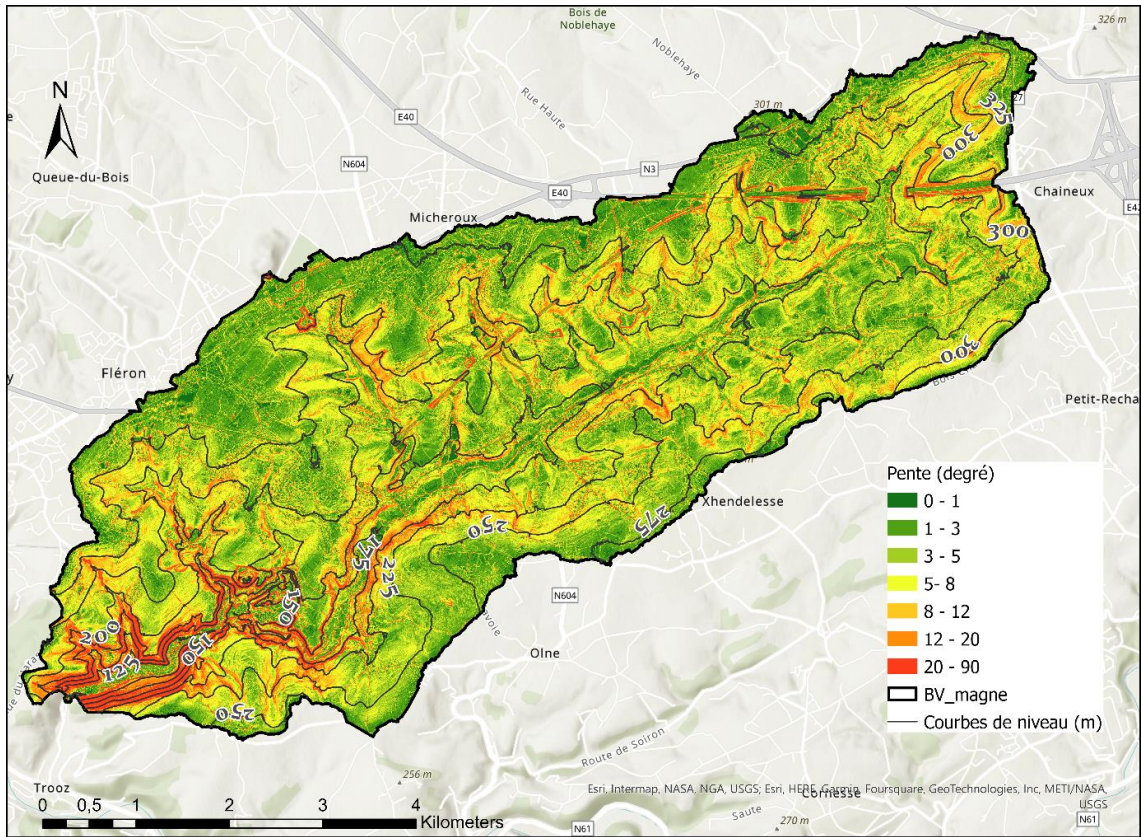 Bois de
Noblehaye
326 m
Noblehaye
Rue Haute
301 m
27
325
N
E40
300
N604
N3
Queue-du-Bois
E40
Chaineux
Micheroux
E42
300
300
Fléron
Bois
Petit-Recha
Pente (degré)
0 - 1
1 - 3
3 - 5
5- 8
8 - 12
12 - 20
20 - 90
BV_magne
Courbes de niveau (m)
Xhendelesse
275
250
175
225
150
N604
voie
200
150
125
Olne
250
Route de Soiron
256 m
Trooz
Esri, Intermap, NASA, NGA, USGS; Esri, HERE, Garmin, Foursquare, GeoTechnologies, Inc, METI/NASA,
USGS
Cornesse
0 0,5 1 2 3 4
Kilometers
Saute
270 m
N61
N61